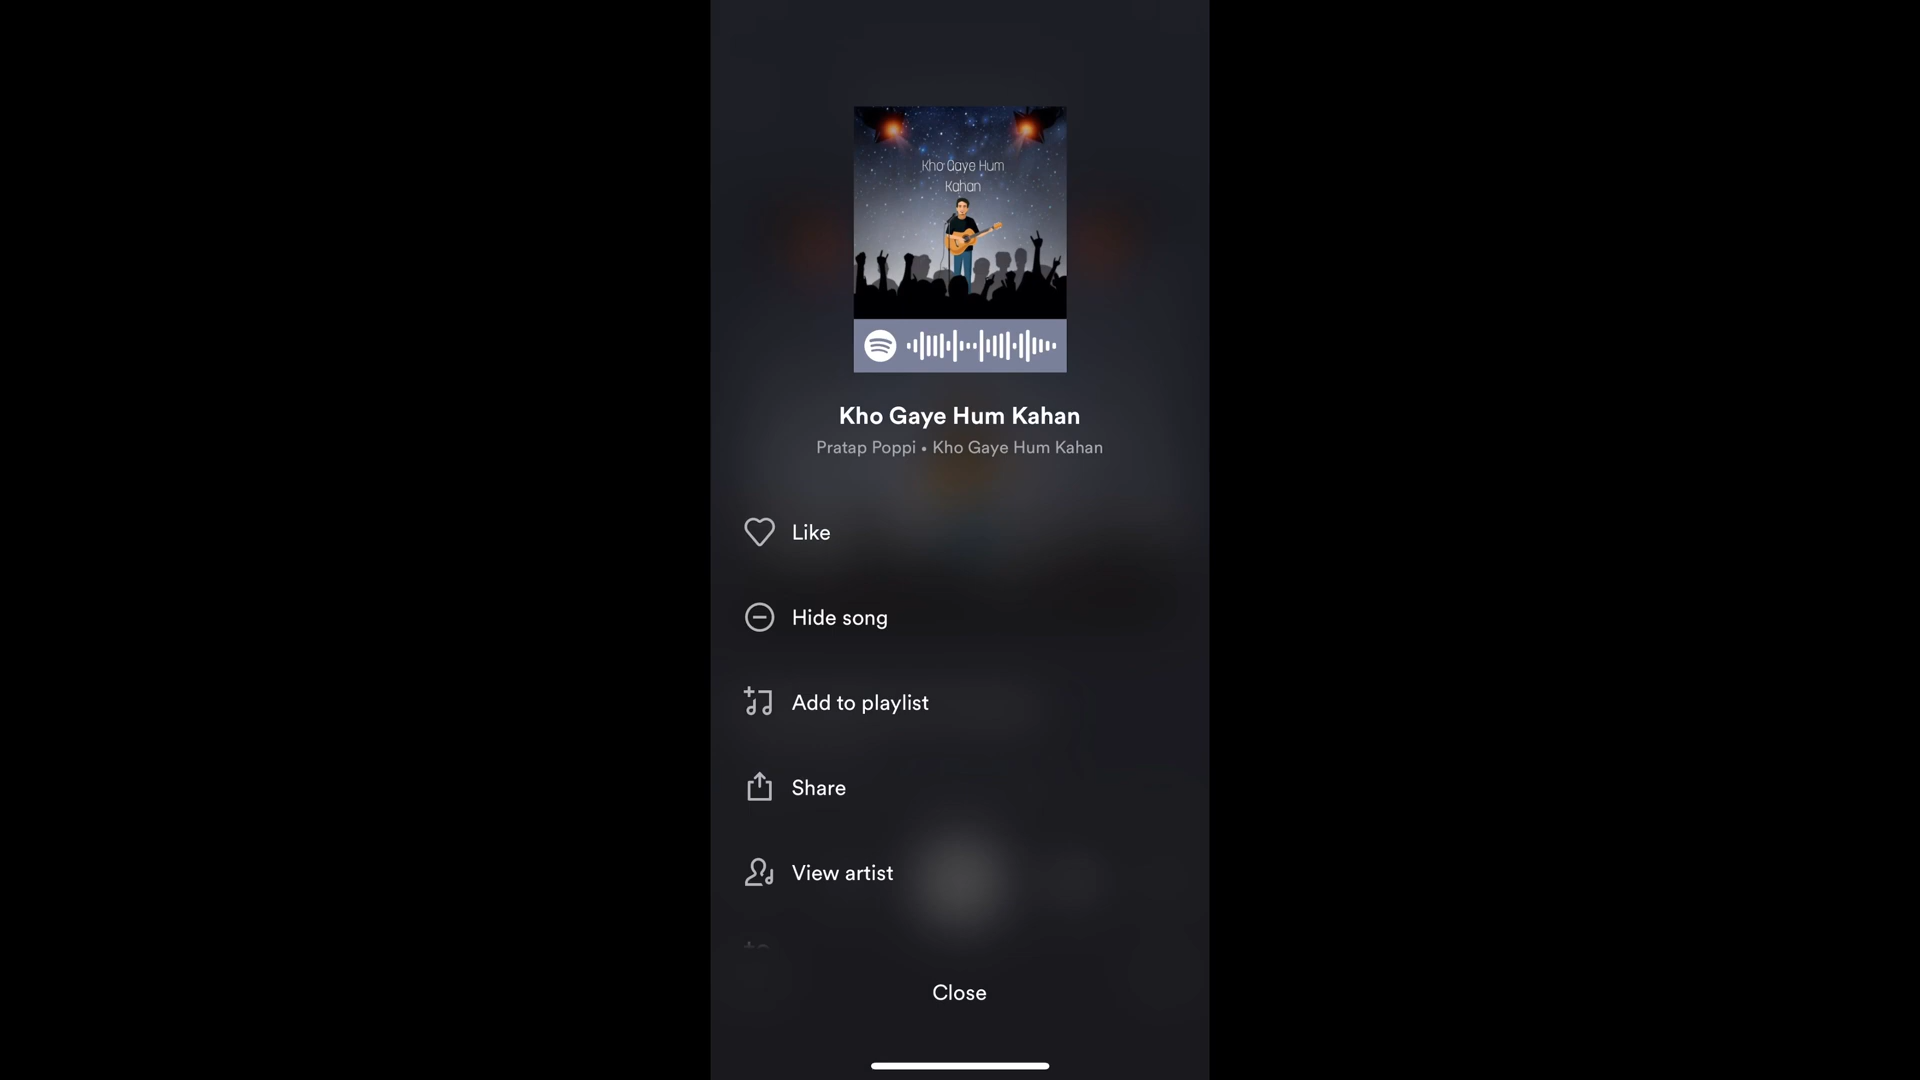 Kho Gaye Hum
Kahan
Kho Gaye Hum Kahan
Pratap Poppi • Kho Gaye Hum Kahan
Like
Hide song
Add to playlist
Share
View artist
Close